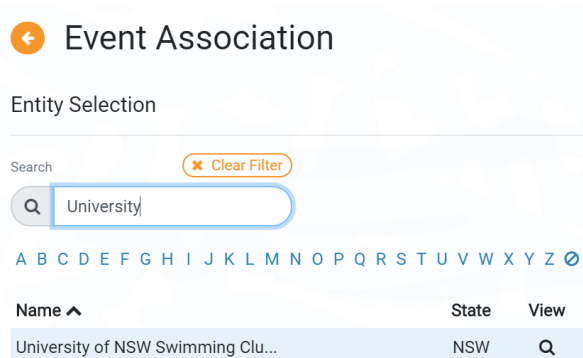 Event Association
Entity Selection
Search
Clear Filter
University
A B C D E F G H I J K L M N O P Q R S T U V W X Y Z
Name State View
University of NSW Swimming Clu... NSW